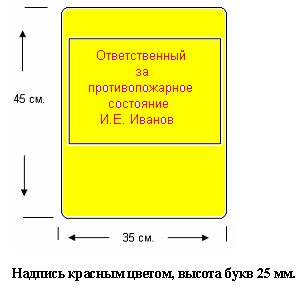 Ответственный
за
противопожарное
состояние
И.Е. Иванов
45 см.
35 см.
Надпись красным цветом, высота букв 25 мм.